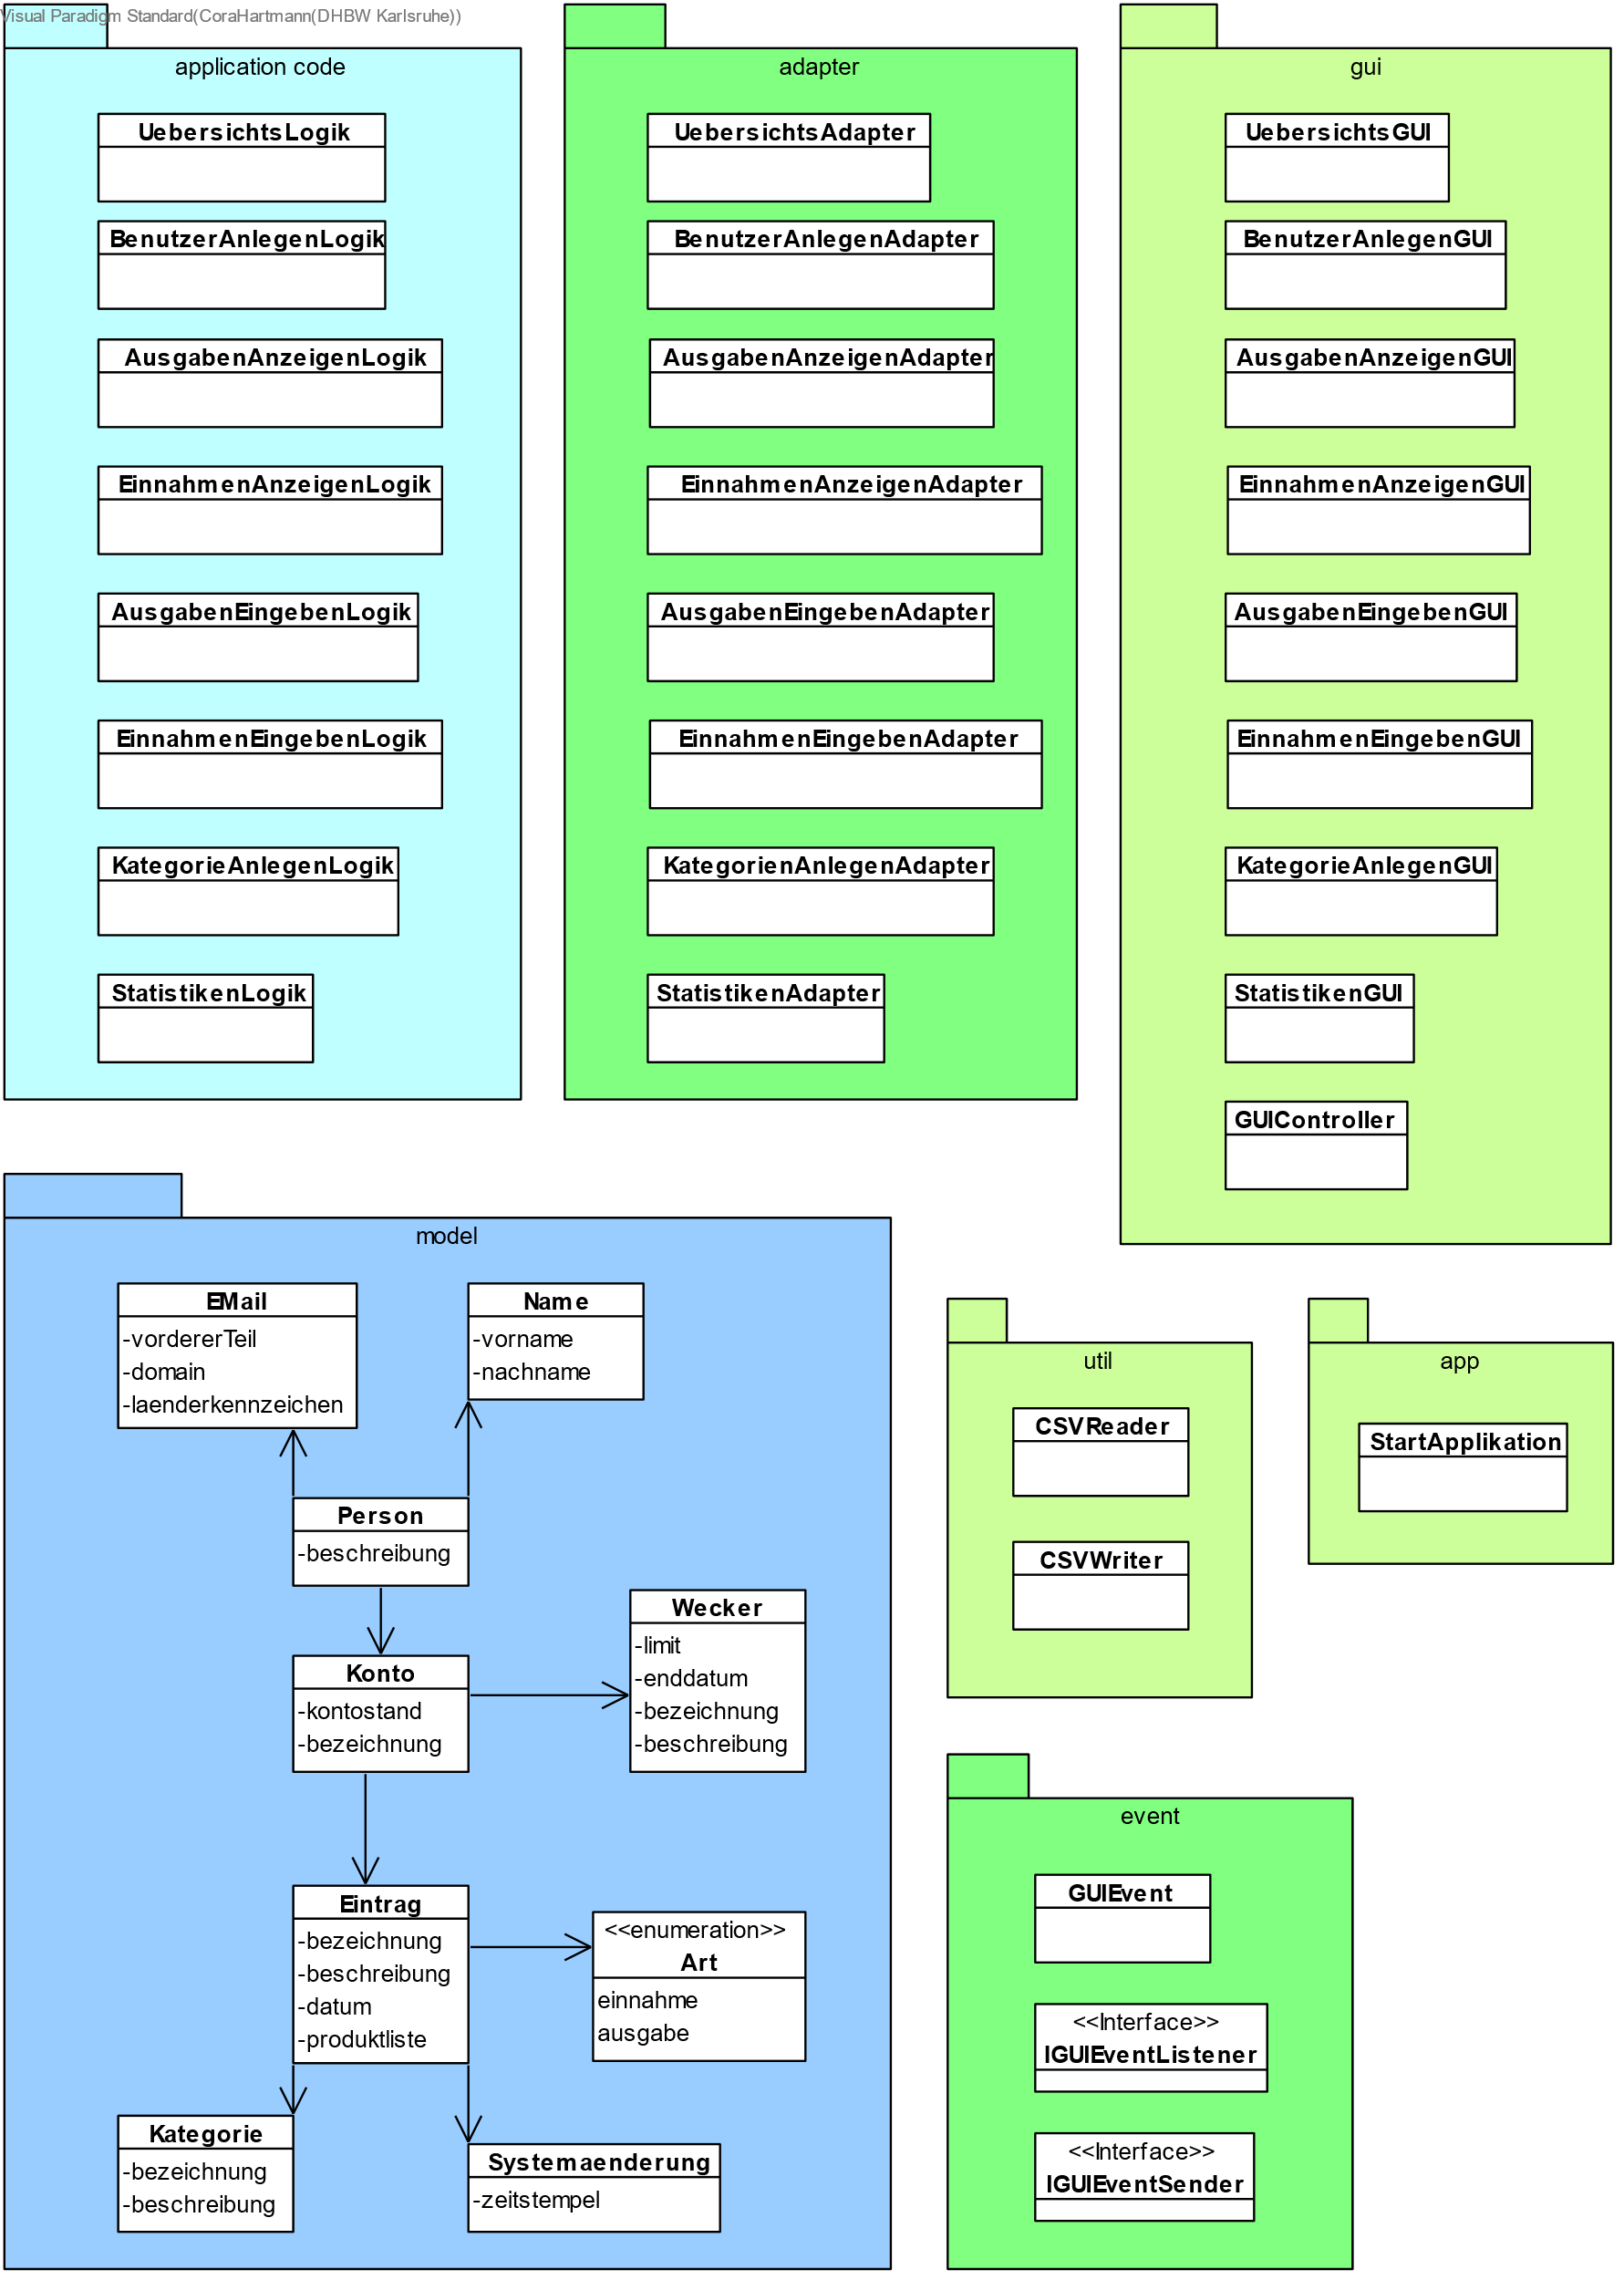 Visual Paradigm Standard(CoraHartmann(DHBW Karlsruhe))
application code
UebersichtsLogik
BenutzerAnlegenLogik
AusgabenAnzeigenLogik
EinnahmenAnzeigenLogik
AusgabenEingebenLogik
EinnahmenEingebenLogik
KategorieAnlegenLogik
StatistikenLogik
adapter
UebersichtsAdapter
BenutzerAnlegenAdapter
AusgabenAnzeigenAdapter
EinnahmenAnzeigenAdapter
AusgabenEingebenAdapter
EinnahmenEingebenAdapter
KategorienAnlegenAdapter
StatistikenAdapter
gui
UebersichtsGUI
BenutzerAnlegenGUI
AusgabenAnzeigenGUI
EinnahmenAnzeigenGUI
AusgabenEingebenGUI
EinnahmenEingebenGUI
KategorieAnlegenGUI
StatistikenGUI
GUIController
model
EMail
-vordererTeil
-domain
-laenderkennzeichen
Name
-vorname
-nachname
Person
-beschreibung
Konto
-kontostand
-bezeichnung
Wecker
-limit
-enddatum
-bezeichnung
-beschreibung
Eintrag
-bezeichnung
-beschreibung
-datum
-produktliste
<<enumeration>>
Art
einnahme
ausgabe
Kategorie
-bezeichnung
-beschreibung
Systemaenderung
-zeitstempel
util
CSVReader
CSVWriter
app
StartApplikation
event
GUIEvent
<<Interface>>
IGUIEventListener
<<Interface>>
IGUIEventSender